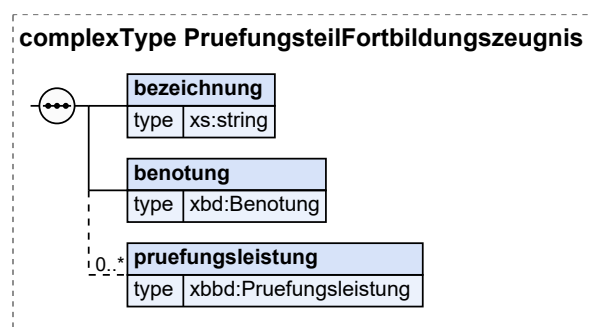 complexType PruefungsteilFortbildungszeugnis
bezeichnung
type xs:string
benotung
type xbd:Benotung
0..* pruefungsleistung
type xbbd:Pruefungsleistung